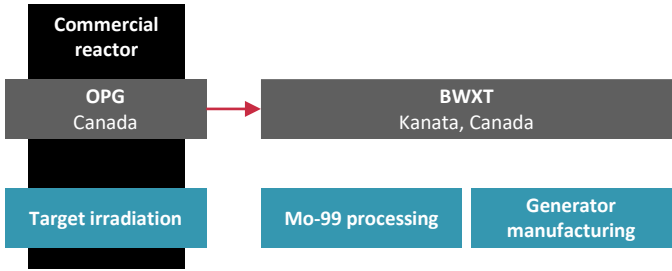 Commercial
reactor
OPG
Canada
BWXT
Kanata, Canada
Target irradiation
Mo-99 processing
Generator
manufacturing